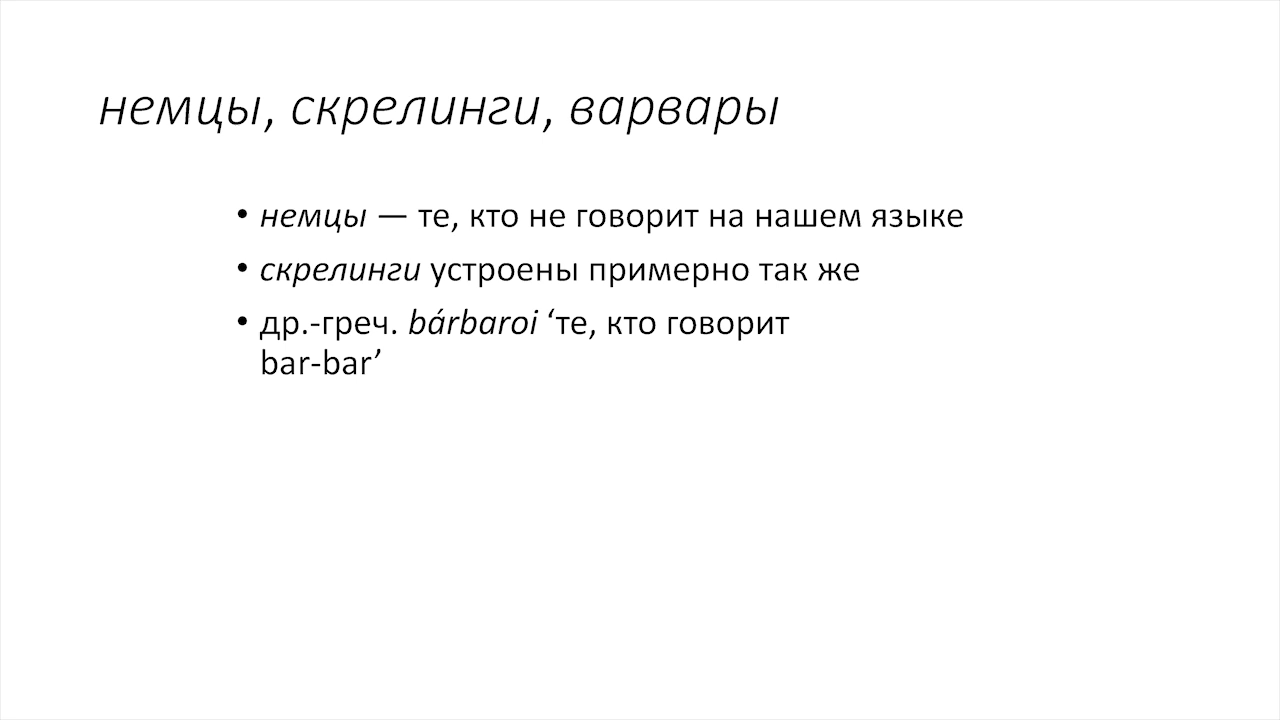 немцы, скрелинги, варвары
• немцы — те, кто не говорит на нашем языке
• скрелинги устроены примерно так же
• др.-греч. bárbaroi ‘те, кто говорит
bar-bar’